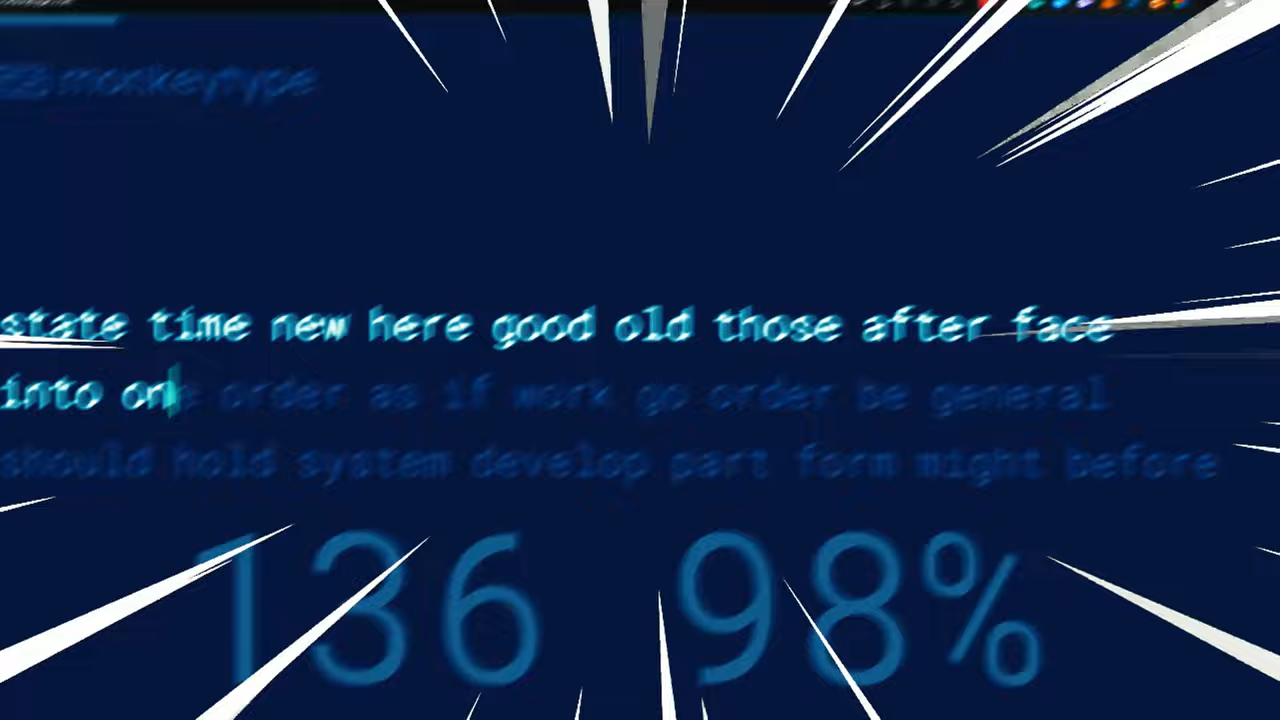 monkeytype
state time new here good old those after face
into one order as if work go order be general
should hold system develop part form might before
136 98%